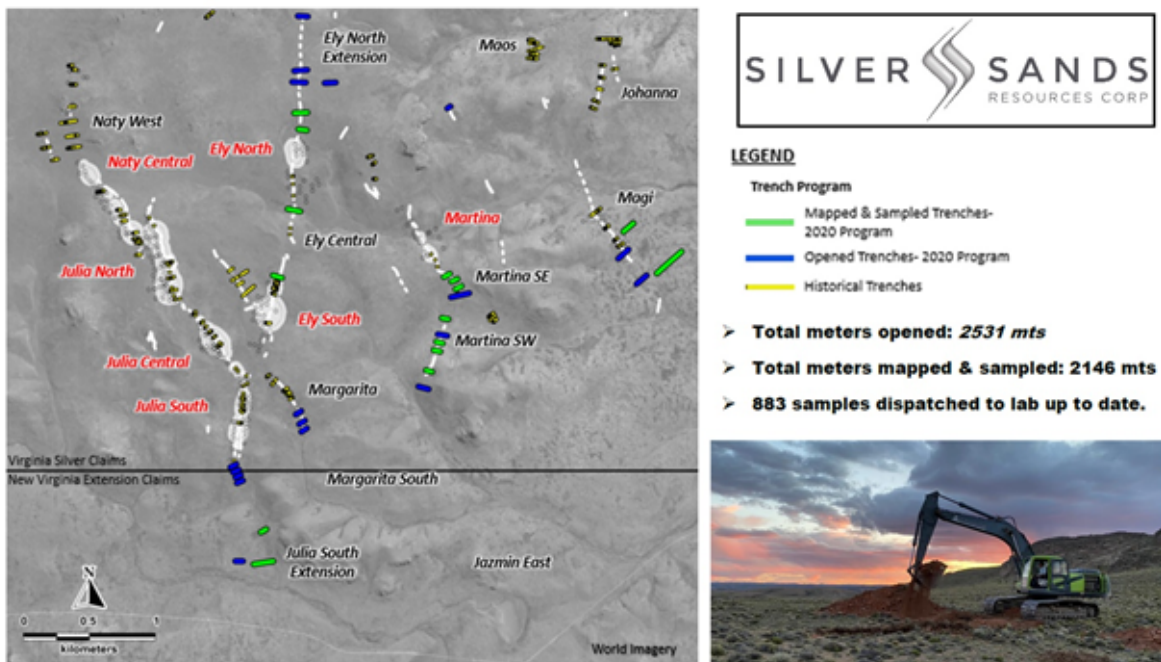 Ely North
Extension
Maos
Johanna
Naty West
Naty Central
Ely North
Magi
Martina
Ely Central
Julia North
Martina SE
Ely South
Martina SW
Julia Central
Margarita
Julia South
Virginia Silver Claims
New Virginia Extension Claims
Margarita South
Julia South
Extension
Jazmin East
N
0 0.5 1
kilometers
World Imagery
SILVER SANDS
RESOURCES CORP
LEGEND
Trench Program
Mapped & Sampled Trenches-
2020 Program
Opened Trenches- 2020 Program
Historical Trenches
➢ Total meters opened: 2531 mts
➢ Total meters mapped & sampled: 2146 mts
➢ 883 samples dispatched to lab up to date.